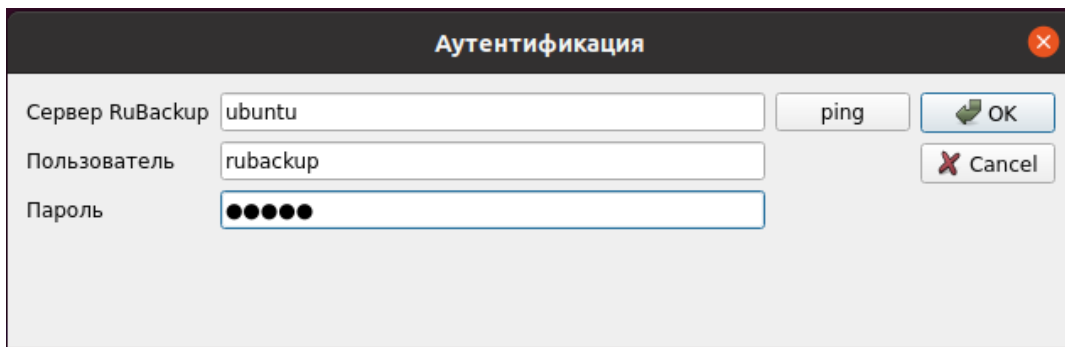 Аутентификация
Сервер RuBackup ubuntu ping OK
Пользователь rubackup Cancel
Пароль ●●●●●